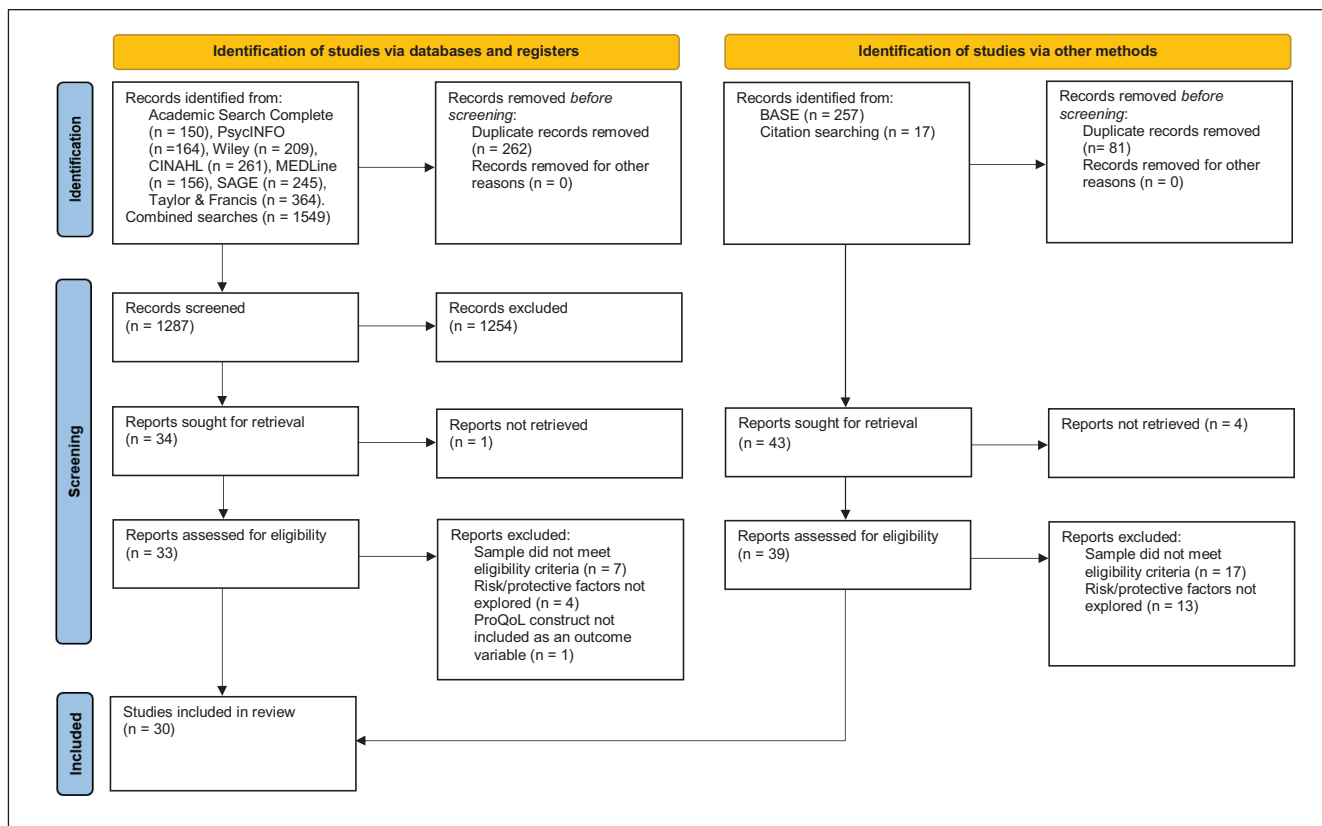 Identification of studies via databases and registers
Identification of studies via other methods
Identification
Records identified from:
Academic Search Complete
(n = 150), PsycINFO
(n =164), Wiley (n = 209),
CINAHL (n = 261), MEDLine
(n = 156), SAGE (n = 245),
Taylor & Francis (n = 364).
Combined searches (n = 1549)
Records removed before
screening:
Duplicate records removed
(n = 262)
Records removed for other
reasons (n = 0)
Records identified from:
BASE (n = 257)
Citation searching (n = 17)
Records removed before
screening:
Duplicate records removed
(n= 81)
Records removed for other
reasons (n = 0)
Screening
Records screened
(n = 1287)
Records excluded
(n = 1254)
Reports sought for retrieval
(n = 34)
Reports not retrieved
(n = 1)
Reports sought for retrieval
(n = 43)
Reports not retrieved (n = 4)
Reports assessed for eligibility
(n = 33)
Reports excluded:
Sample did not meet
eligibility criteria (n = 7)
Risk/protective factors not
explored (n = 4)
ProQoL construct not
included as an outcome
variable (n = 1)
Reports assessed for eligibility
(n = 39)
Reports excluded:
Sample did not meet
eligibility criteria (n = 17)
Risk/protective factors not
explored (n = 13)
Included
Studies included in review
(n = 30)